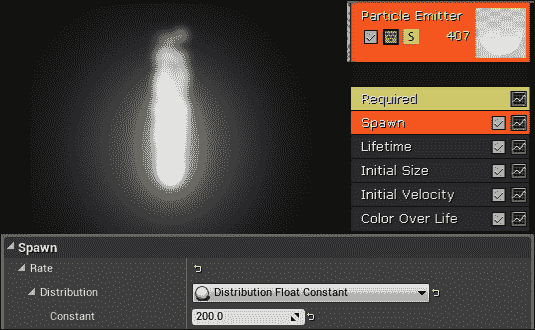 Particle Emitter
S 407
Required
Spawn
Lifetime
Initial Size
Initial Velocity
Color Over Life
Spawn
Rate
Distribution Distribution Float Constant
Constant 200.0